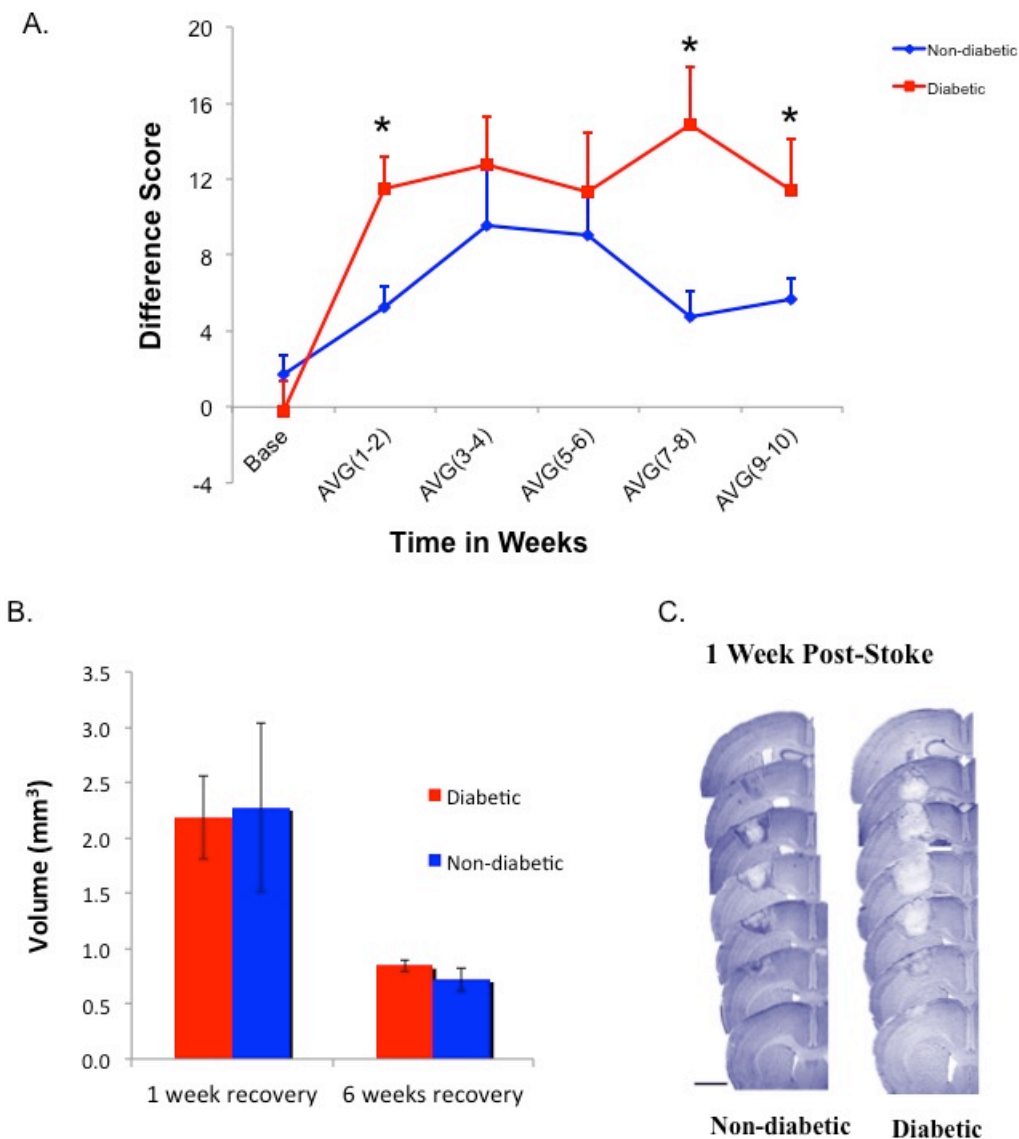 A.
20
16
12
8
4
0
-4
Difference Score
* * *
Non-diabetic
Diabetic
Base
AVG(1-2)
AVG(3-4)
AVG(5-6)
AVG(7-8)
AVG(9-10)
Time in Weeks
B.
3.5
3.0
2.5
2.0
1.5
1.0
0.5
0.0
Volume (mm³)
Diabetic
Non-diabetic
1 week recovery 6 weeks recovery
C.
1 Week Post-Stoke
Non-diabetic Diabetic